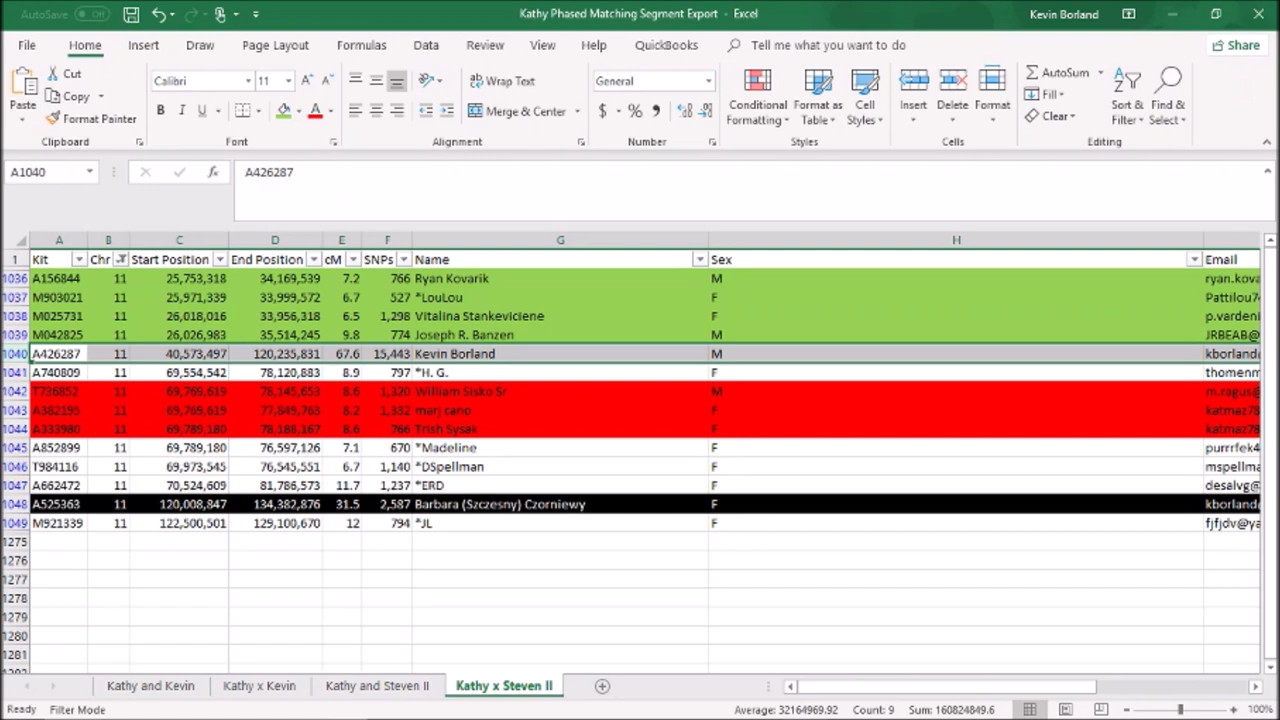 AutoSave Off Kathy Phased Matching Segment Export - Excel Kevin Borland
File Home Insert Draw Page Layout Formulas Data Review View Help QuickBooks Tell me what you want to do Share
Paste Cut Copy Format Painter
Clipboard
Calibri 11
B I U
Font
Wrap Text
Merge & Center
Alignment
General
$ % ,
Number
Conditional Formatting Format as Table Cell Styles
Styles
Insert Delete Format
Cells
AutoSum Fill Clear Sort & Filter Find & Select
Editing
A1040 fx A426287
A B C D E F G H
1 Kit Chr Start Position End Position cM SNPs Name Sex Email
1036 A156844 11 25,753,318 34,169,539 7.2 766 Ryan Kovarik M ryan.kova
1037 M903021 11 25,971,339 33,999,572 6.7 527 *LouLou F Pattilou74
1038 M025731 11 26,018,016 33,956,318 6.5 1,298 Vitalina Stankeviciene F p.varden
1039 M042825 11 26,026,983 35,514,245 9.8 774 Joseph R. Banzen M JRBEAB@
1040 A426287 11 40,573,497 120,235,831 67.6 15,443 Kevin Borland M kborland
1041 A740809 11 69,554,542 78,120,883 8.9 797 *H. G. F thomenm
1042 T736852 11 69,769,619 78,145,653 8.6 1,320 William Sisko Sr M m.ragus@
1043 A382195 11 69,769,619 77,849,763 8.2 1,332 marj cano F katmaz78
1044 A333980 11 69,789,180 78,188,167 8.6 766 Trish Sysak F katmaz78
1045 A852899 11 69,789,180 76,597,126 7.1 670 *Madeline F purrrfek4
1046 T984116 11 69,973,545 76,545,551 6.7 1,140 *DSpellman F mspellma
1047 A662472 11 70,524,609 81,786,573 11.7 1,237 *ERD F desalvg@
1048 A525363 11 120,008,847 134,382,876 31.5 2,587 Barbara (Szczesny) Czorniewy F kborland
1049 M921339 11 122,500,501 129,100,670 12 794 *JL F fjfjdv@ya
1275
1276
1277
1278
1279
1280
1281
Kathy and Kevin Kathy x Kevin Kathy and Steven II Kathy x Steven II
Ready Filter Mode Average: 32164969.92 Count: 9 Sum: 160824849.6 100%